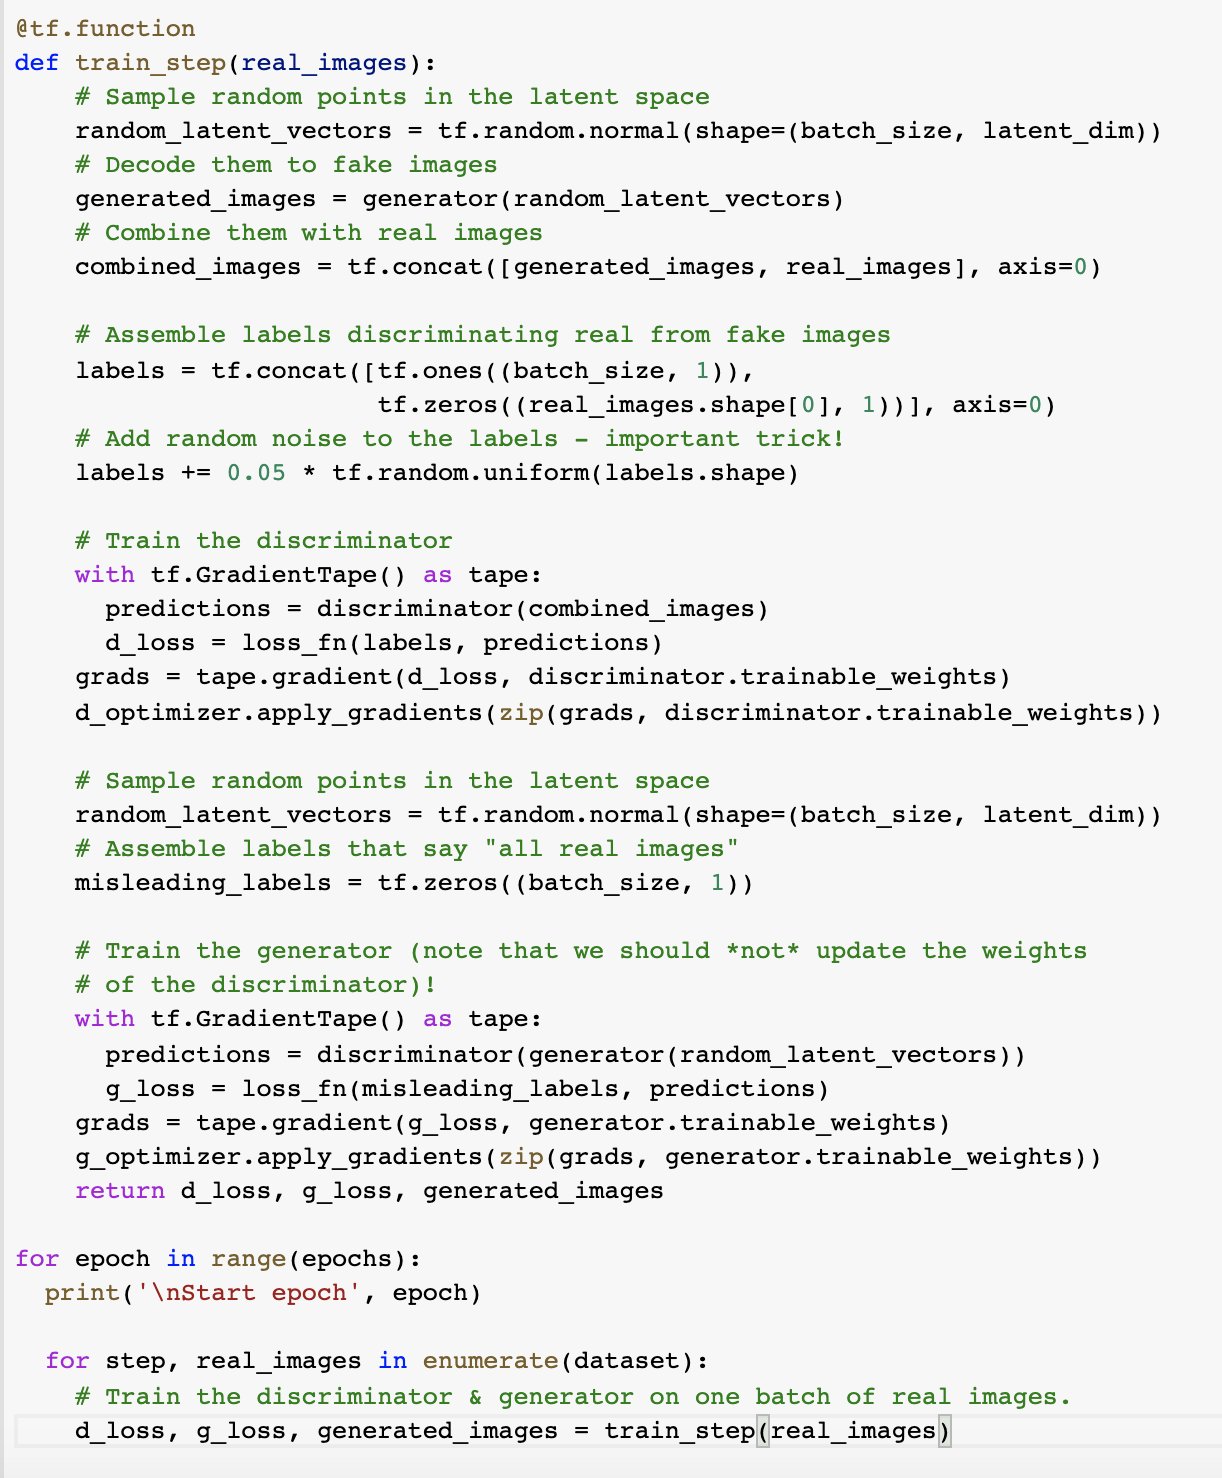 @tf.function
def train_step(real_images):
    # Sample random points in the latent space
    random_latent_vectors = tf.random.normal(shape=(batch_size, latent_dim))
    # Decode them to fake images
    generated_images = generator(random_latent_vectors)
    # Combine them with real images
    combined_images = tf.concat([generated_images, real_images], axis=0)

    # Assemble labels discriminating real from fake images
    labels = tf.concat([tf.ones((batch_size, 1)),
                        tf.zeros((real_images.shape[0], 1))], axis=0)
    # Add random noise to the labels - important trick!
    labels += 0.05 * tf.random.uniform(labels.shape)

    # Train the discriminator
    with tf.GradientTape() as tape:
      predictions = discriminator(combined_images)
      d_loss = loss_fn(labels, predictions)
    grads = tape.gradient(d_loss, discriminator.trainable_weights)
    d_optimizer.apply_gradients(zip(grads, discriminator.trainable_weights))

    # Sample random points in the latent space
    random_latent_vectors = tf.random.normal(shape=(batch_size, latent_dim))
    # Assemble labels that say "all real images"
    misleading_labels = tf.zeros((batch_size, 1))

    # Train the generator (note that we should *not* update the weights
    # of the discriminator)!
    with tf.GradientTape() as tape:
      predictions = discriminator(generator(random_latent_vectors))
      g_loss = loss_fn(misleading_labels, predictions)
    grads = tape.gradient(g_loss, generator.trainable_weights)
    g_optimizer.apply_gradients(zip(grads, generator.trainable_weights))
    return d_loss, g_loss, generated_images

for epoch in range(epochs):
  print('\nStart epoch', epoch)

  for step, real_images in enumerate(dataset):
    # Train the discriminator & generator on one batch of real images.
    d_loss, g_loss, generated_images = train_step(real_images)